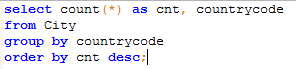 select count(*) as cnt, countrycode
from City
group by countrycode
order by cnt desc;